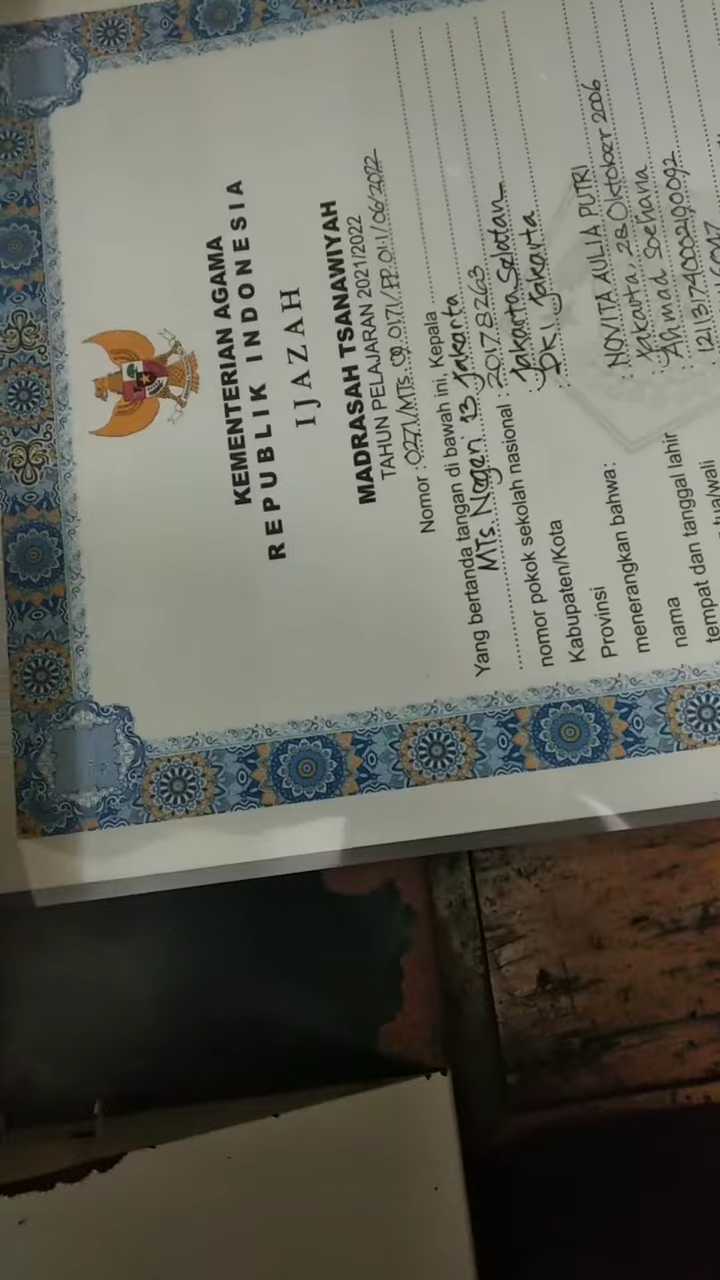 KEMENTERIAN AGAMA
REPUBLIK INDONESIA
IJAZAH
MADRASAH TSANAWIYAH
TAHUN PELAJARAN 2021/2022
Nomor : 0271/MTs.09.0171/PP.01.1/06/2022
Yang bertanda tangan di bawah ini, Kepala
MTs. Negeri 13 Jakarta
nomor pokok sekolah nasional : 20178263
Kabupaten/Kota : Jakarta Selatan
Provinsi : DKI Jakarta
menerangkan bahwa:
nama : NOVITA AULIA PUTRI
tempat dan tanggal lahir : Jakarta, 28 Oktober 2006
tua/wali : Ahmad Soehana
: 121131740002190092